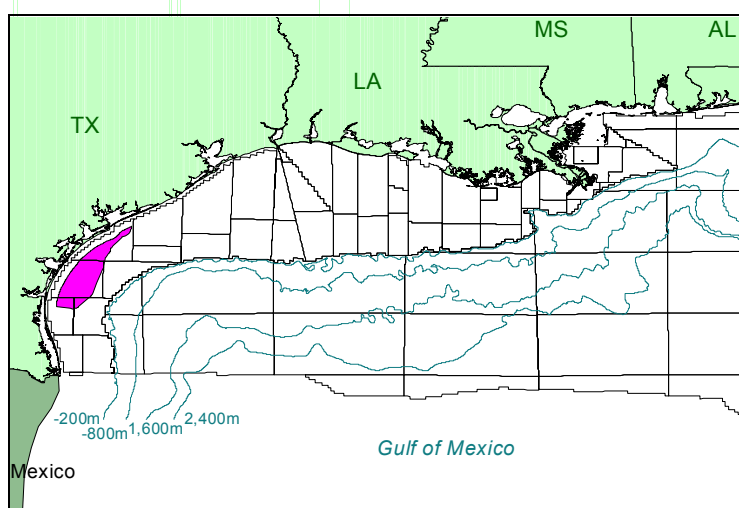 MS
AL
LA
TX
-200m
-800m
1,600m
2,400m
Gulf of Mexico
Mexico